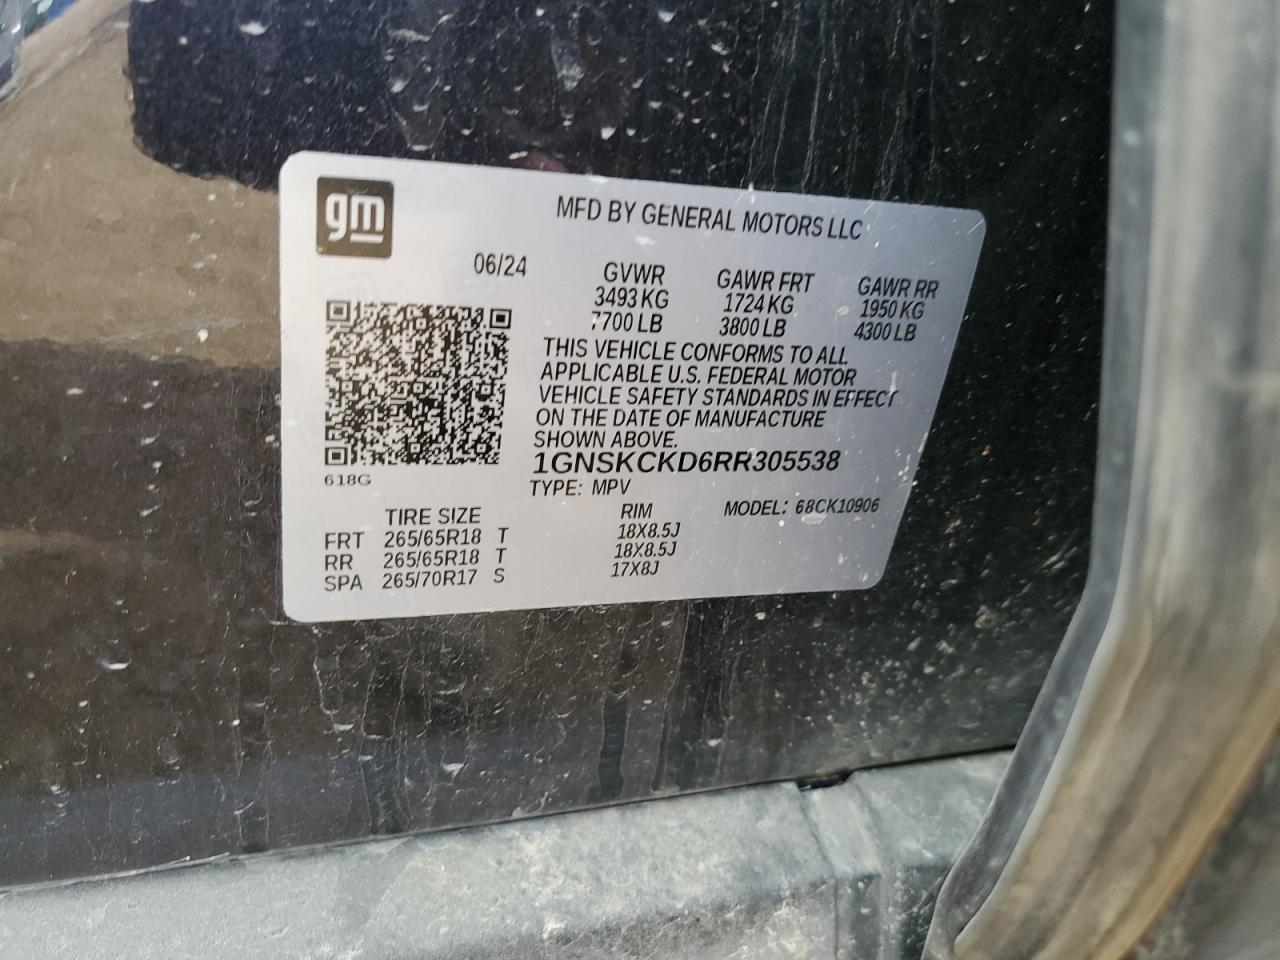 gm
MFD BY GENERAL MOTORS LLC
06/24
GVWR GAWR FRT GAWR RR
3493 KG 1724 KG 1950 KG
7700 LB 3800 LB 4300 LB
THIS VEHICLE CONFORMS TO ALL
APPLICABLE U.S. FEDERAL MOTOR
VEHICLE SAFETY STANDARDS IN EFFECT
ON THE DATE OF MANUFACTURE
SHOWN ABOVE.
1GNSKCKD6RR305538
618G
TYPE: MPV
MODEL: 68CK10906
TIRE SIZE RIM
FRT 265/65R18 T 18X8.5J
RR 265/65R18 T 18X8.5J
SPA 265/70R17 S 17X8J